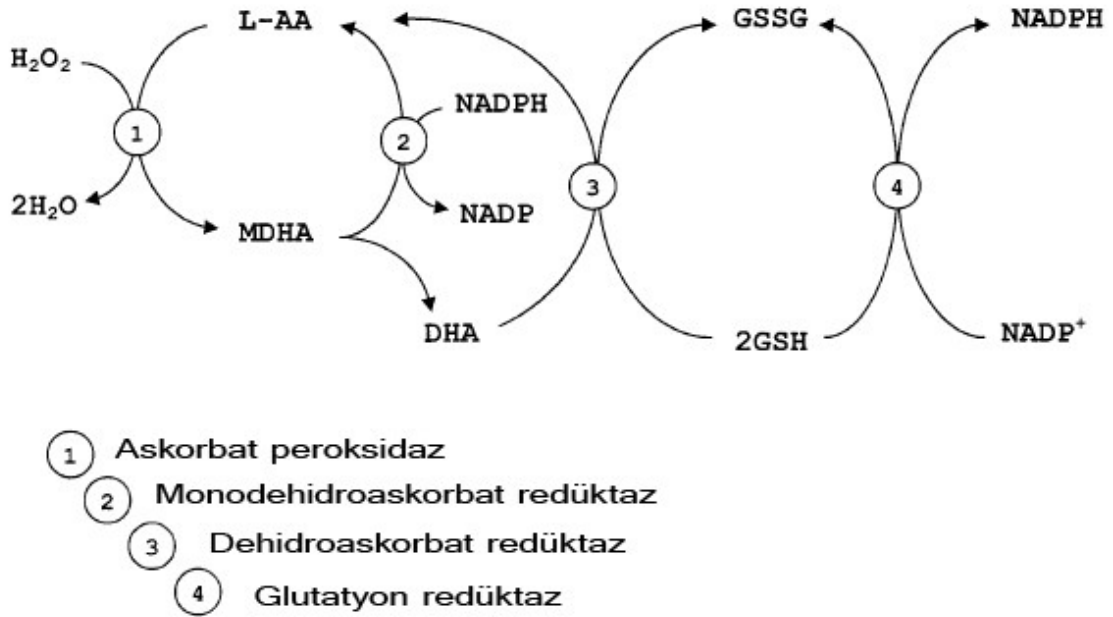 L-AA GSSG NADPH
H₂O₂
NADPH
1 2
3 4
2H₂O NADP
MDHA
DHA 2GSH NADP⁺
1 Askorbat peroksidaz
2 Monodehidroaskorbat redüktaz
3 Dehidroaskorbat redüktaz
4 Glutatyon redüktaz